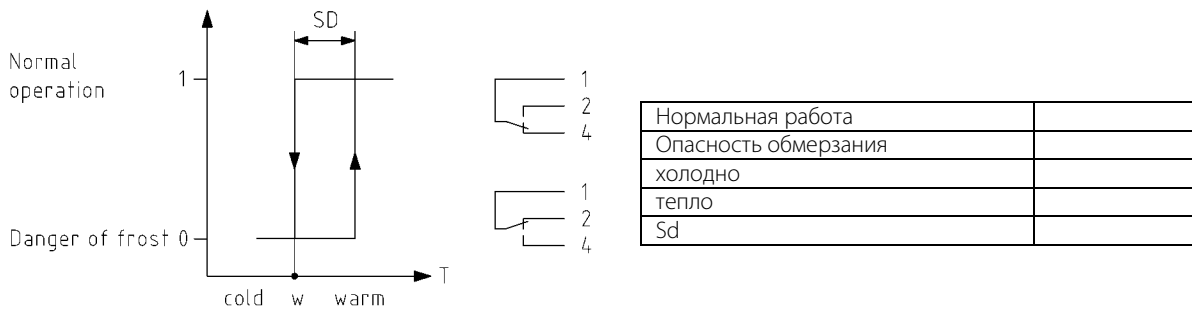 SD
Normal
operation
1
Danger of frost 0
T
cold w warm
1
2
4
1
2
4
Нормальная работа
Опасность обмерзания
холодно
тепло
Sd